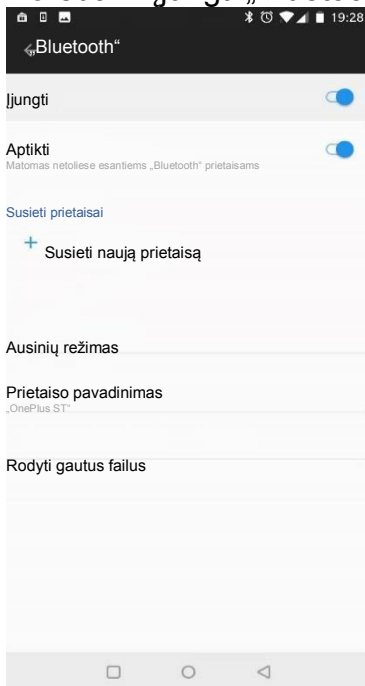 19:28
„Bluetooth“
Įjungti
Aptikti
Matomas netoliese esantiems „Bluetooth“ prietaisams
Susieti prietaisai
+ Susieti naują prietaisą
Ausinių režimas
Prietaiso pavadinimas
„OnePlus ST“
Rodyti gautus failus